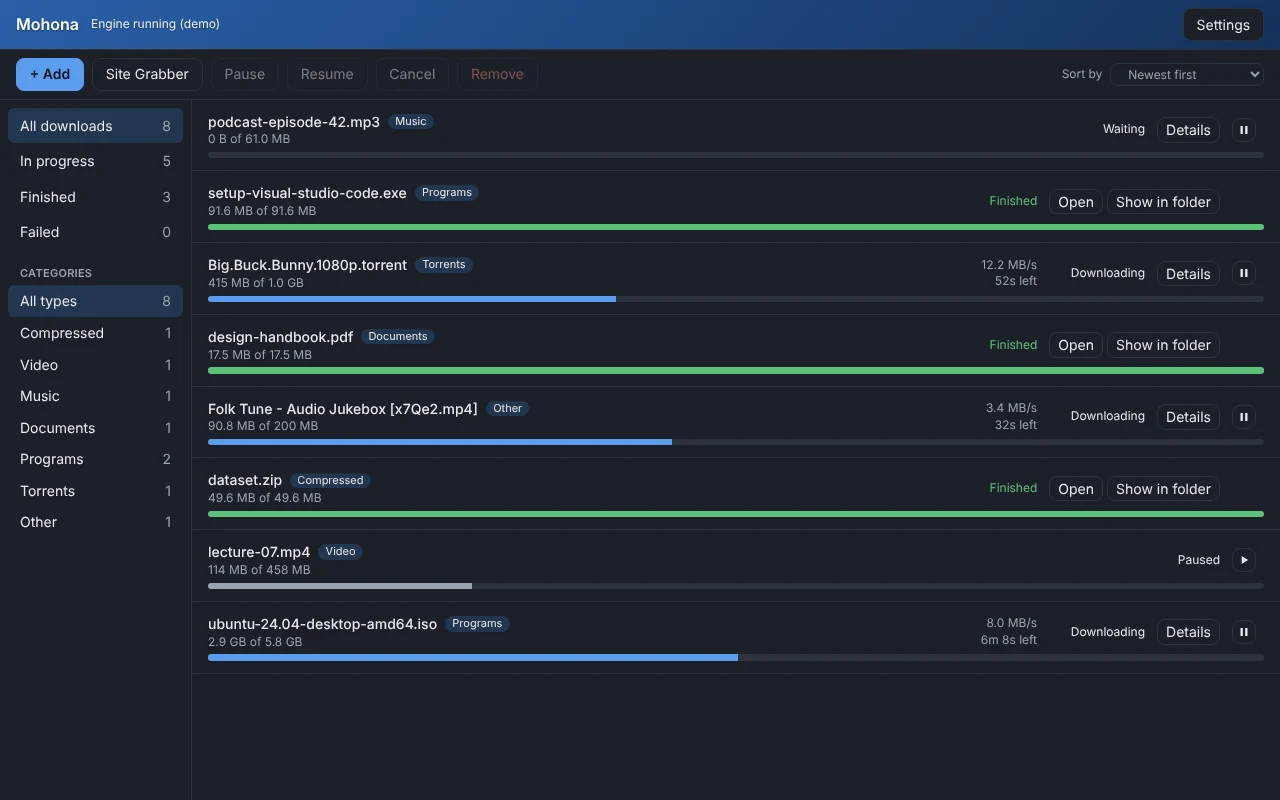 Mohona Engine running (demo) Settings
+ Add Site Grabber Pause Resume Cancel Remove Sort by Newest first
All downloads 8
In progress 5
Finished 3
Failed 0
CATEGORIES
All types 8
Compressed 1
Video 1
Music 1
Documents 1
Programs 2
Torrents 1
Other 1
podcast-episode-42.mp3 Music
0 B of 61.0 MB
Waiting Details
setup-visual-studio-code.exe Programs
91.6 MB of 91.6 MB
Finished Open Show in folder
Big.Buck.Bunny.1080p.torrent Torrents
415 MB of 1.0 GB
12.2 MB/s
52s left
Downloading Details
design-handbook.pdf Documents
17.5 MB of 17.5 MB
Finished Open Show in folder
Folk Tune - Audio Jukebox [x7Qe2.mp4] Other
90.8 MB of 200 MB
3.4 MB/s
32s left
Downloading Details
dataset.zip Compressed
49.6 MB of 49.6 MB
Finished Open Show in folder
lecture-07.mp4 Video
114 MB of 458 MB
Paused
ubuntu-24.04-desktop-amd64.iso Programs
2.9 GB of 5.8 GB
8.0 MB/s
6m 8s left
Downloading Details